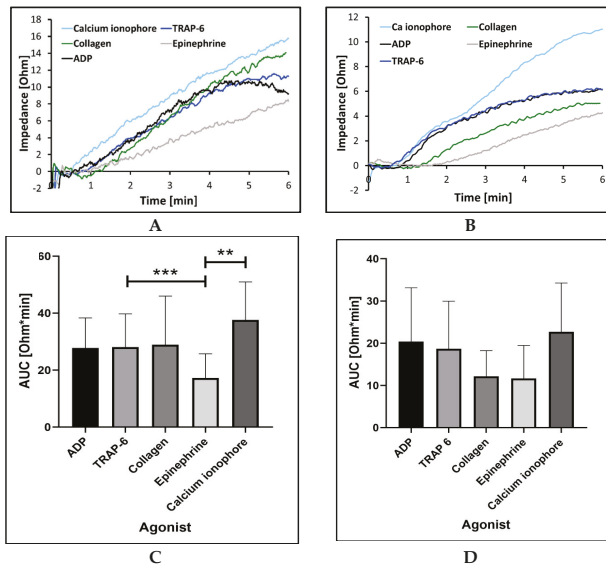 Calcium ionophore TRAP-6
Collagen Epinephrine
ADP
Impedance [Ohm]
16
14
12
10
8
6
4
2
0
-2
0 1 2 3 4 5 6
Time [min]
A
Ca ionophore Collagen
ADP Epinephrine
TRAP-6
Impedance [Ohm]
12
10
8
6
4
2
0
-2
0 1 2 3 4 5 6
Time [min]
B
AUC [Ohm*min]
60
40
20
0
***
**
ADP
TRAP-6
Collagen
Epinephrine
Calcium ionophore
Agonist
C
AUC [Ohm*min]
40
30
20
10
0
ADP
TRAP 6
Collagen
Epinephrine
Calcium ionophore
Agonist
D